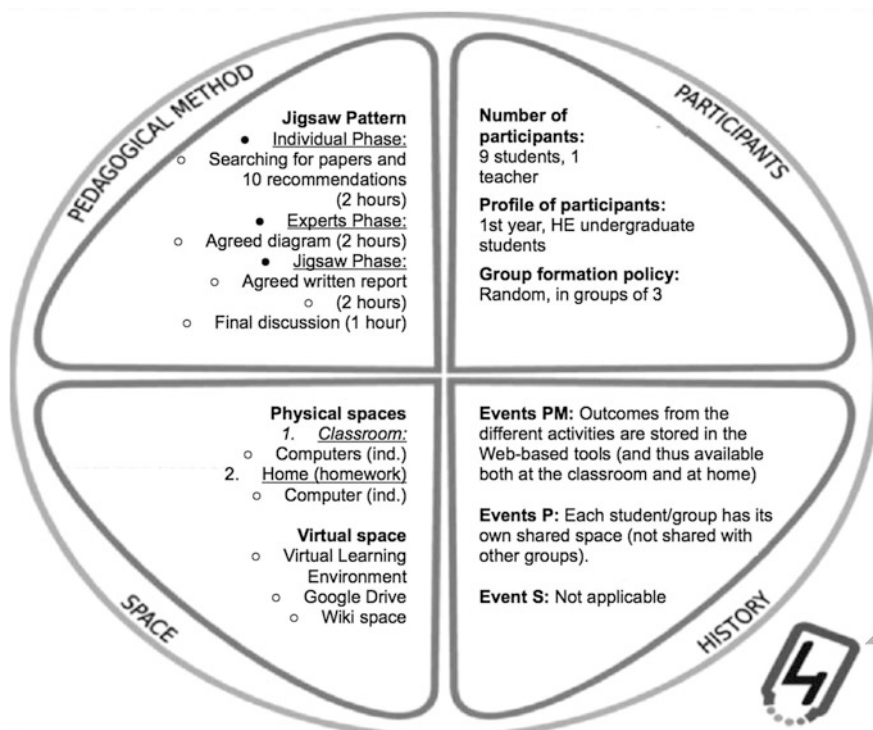 PEDAGOGICAL METHOD
Jigsaw Pattern
● Individual Phase:
○ Searching for papers and
10 recommendations
(2 hours)
● Experts Phase:
○ Agreed diagram (2 hours)
● Jigsaw Phase:
○ Agreed written report
○ (2 hours)
○ Final discussion (1 hour)
PARTICIPANTS
Number of
participants:
9 students, 1
teacher
Profile of participants:
1st year, HE undergraduate
students
Group formation policy:
Random, in groups of 3
SPACE
Physical spaces
1. Classroom:
○ Computers (ind.)
2. Home (homework)
○ Computer (ind.)
Virtual space
○ Virtual Learning
Environment
○ Google Drive
○ Wiki space
HISTORY
Events PM: Outcomes from the
different activities are stored in the
Web-based tools (and thus available
both at the classroom and at home)
Events P: Each student/group has its
own shared space (not shared with
other groups).
Event S: Not applicable
4